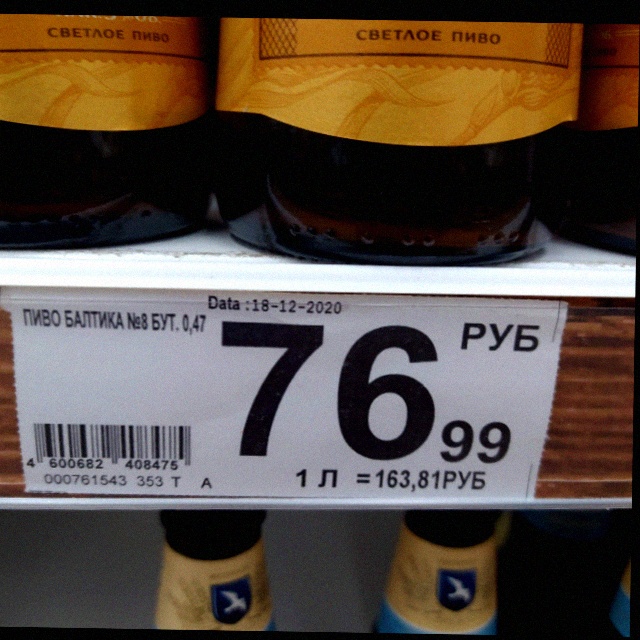 СВЕТЛОЕ ПИВО
СВЕТЛОЕ ПИВО
Data :18-12-2020
ПИВО БАЛТИКА №8 БУТ. 0,47
76 99 РУБ
4 600682 408475
000761543 353 Т А
1 Л =163,81РУБ